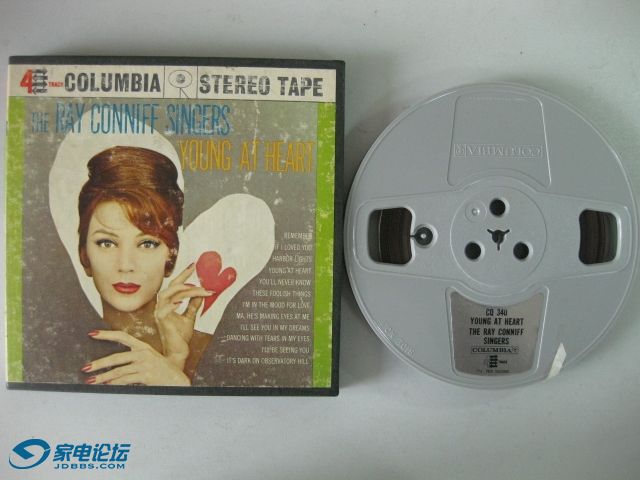 4 TRACK COLUMBIA STEREO TAPE
THE RAY CONNIFF SINGERS
YOUNG AT HEART
REMEMBER
IF I LOVED YOU
HARBOR LIGHTS
YOUNG AT HEART
YOU'LL NEVER KNOW
THESE FOOLISH THINGS
I'M IN THE MOOD FOR LOVE
MA, HE'S MAKING EYES AT ME
I'LL SEE YOU IN MY DREAMS
DANCING WITH TEARS IN MY EYES
I'LL BE SEEING YOU
IT'S DARK ON OBSERVATORY HILL
COLUMBIA
CQ 340
YOUNG AT HEART
THE RAY CONNIFF
SINGERS
COLUMBIA
4 TRACK
家电论坛
JDBBS.COM